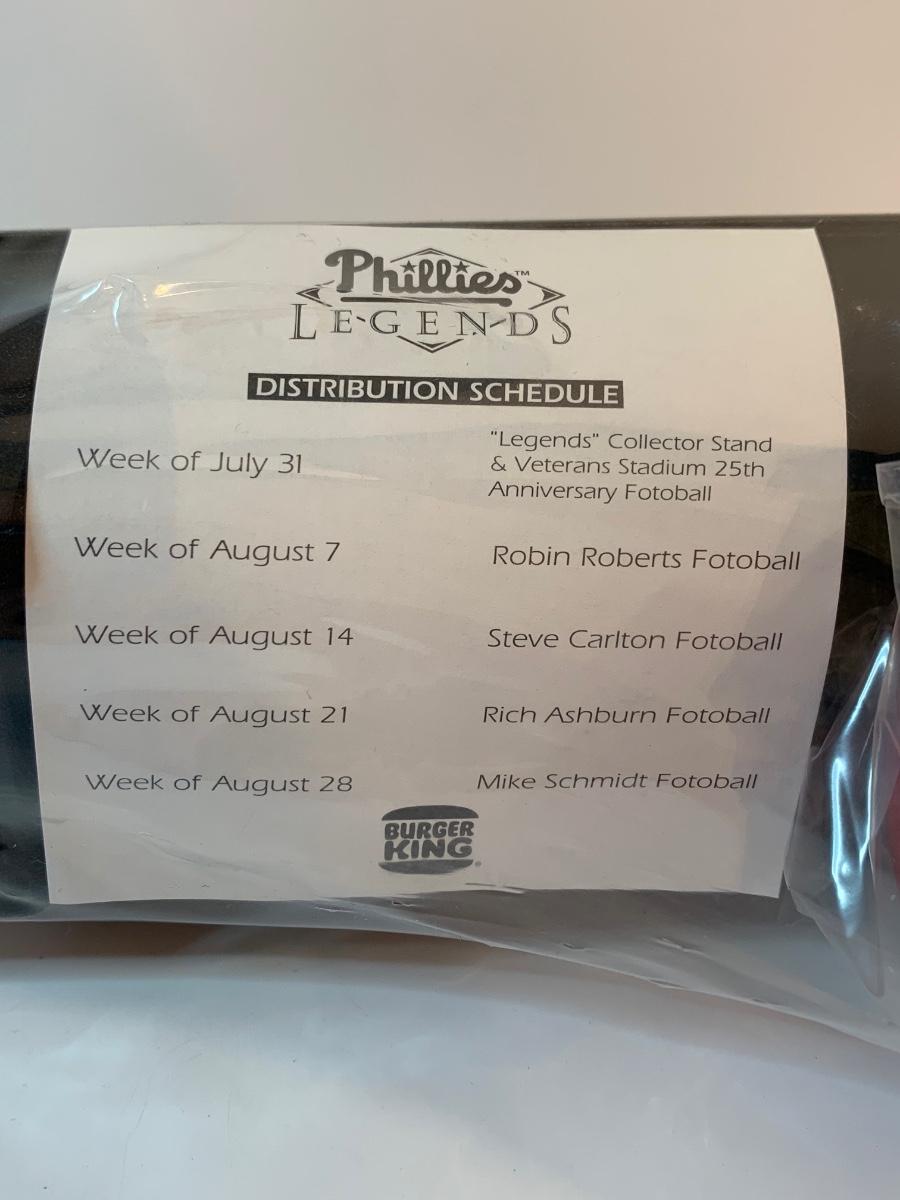 Phillies™
LEGENDS
DISTRIBUTION SCHEDULE
Week of July 31
"Legends" Collector Stand
& Veterans Stadium 25th
Anniversary Fotoball
Week of August 7
Robin Roberts Fotoball
Week of August 14
Steve Carlton Fotoball
Week of August 21
Rich Ashburn Fotoball
Week of August 28
Mike Schmidt Fotoball
BURGER
KING®